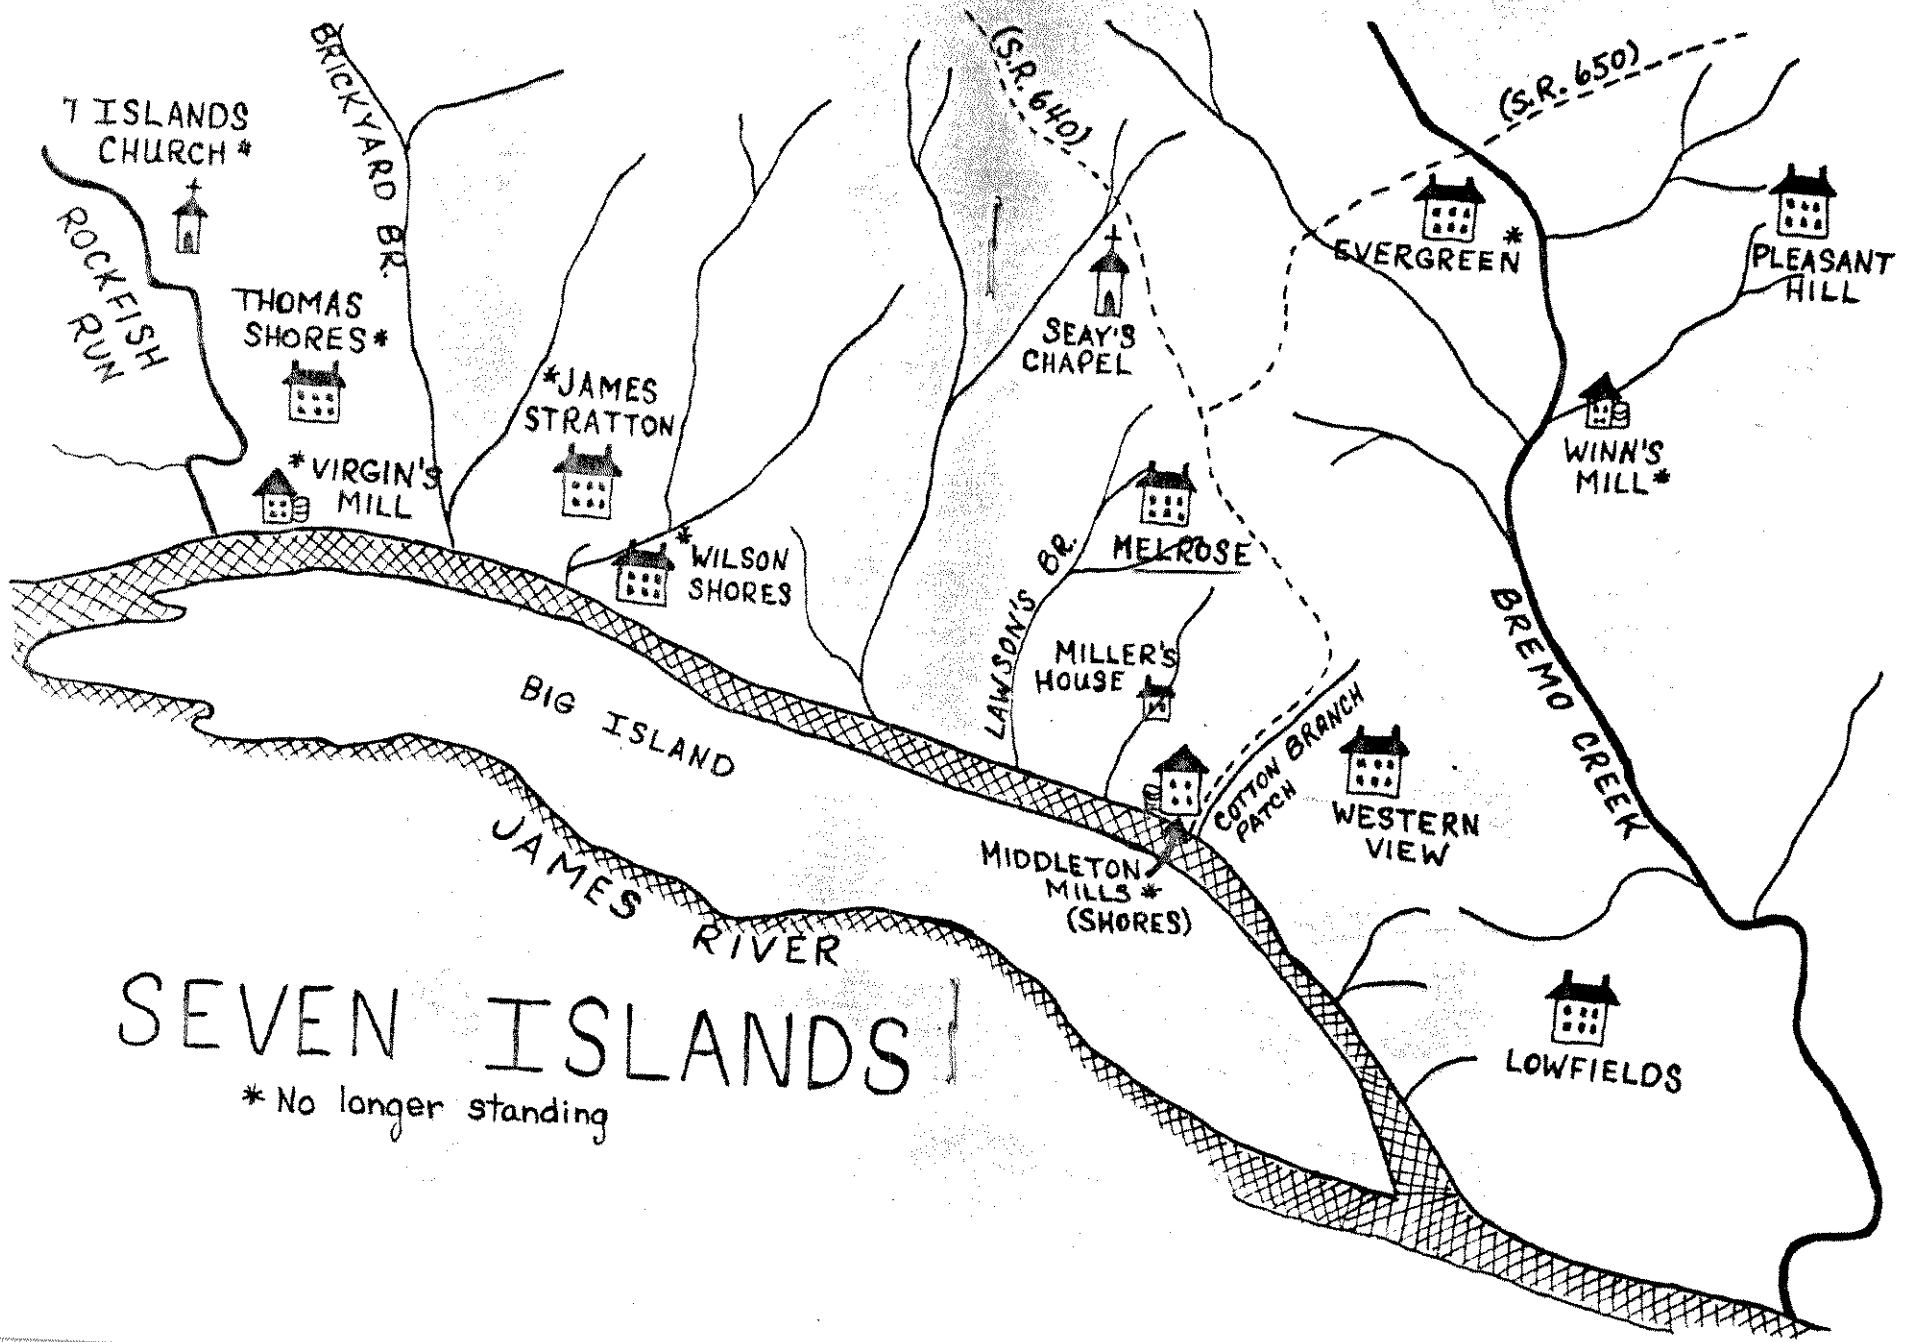 7 ISLANDS
CHURCH *
ROCKFISH
RUN
BRICKYARD BR.
THOMAS
SHORES *
* VIRGIN'S
MILL
* JAMES
STRATTON
* WILSON
SHORES
(S.R. 640)
SEAY'S
CHAPEL
(S.R. 650)
EVERGREEN *
PLEASANT
HILL
WINN'S
MILL *
MELROSE
LAWSON'S BR.
MILLER'S
HOUSE
COTTON BRANCH
PATCH
WESTERN
VIEW
BREMO CREEK
MIDDLETON
MILLS *
(SHORES)
LOWFIELDS
BIG ISLAND
JAMES RIVER
SEVEN ISLANDS
* No longer standing